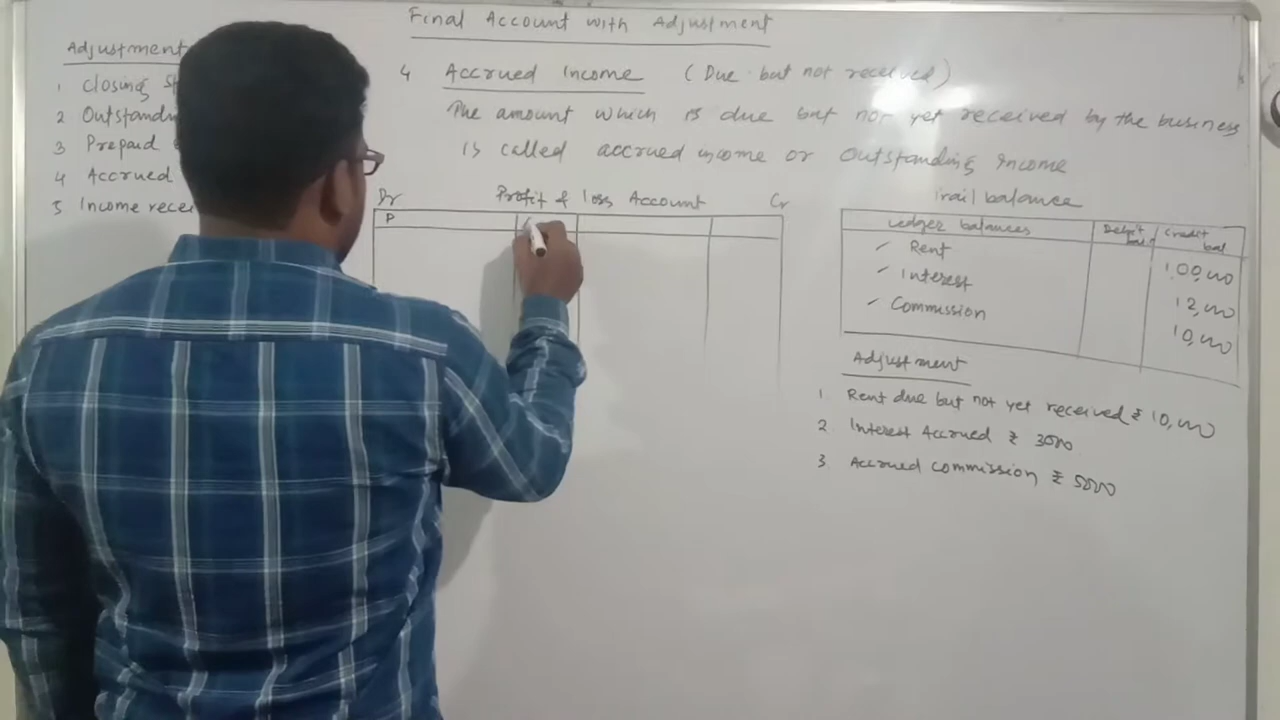 Final Account with Adjustment
Adjustment
1 Closing St
2 Outstandin
3 Prepaid
4 Accrued
5 Income recei
4 Accrued Income (Due but not received)
The amount which is due but not yet received by the business
is called accrued income or Outstanding Income
Dr Profit & loss Account Cr
P
Trail balance
Ledger balances Debit bal Credit bal
✓ Rent 1,00,000
✓ Interest 12,000
✓ Commission 10,000
Adjustment
1. Rent due but not yet received ₹ 10,000
2 Interest Accrued ₹ 3000
3. Accrued commission ₹ 5000